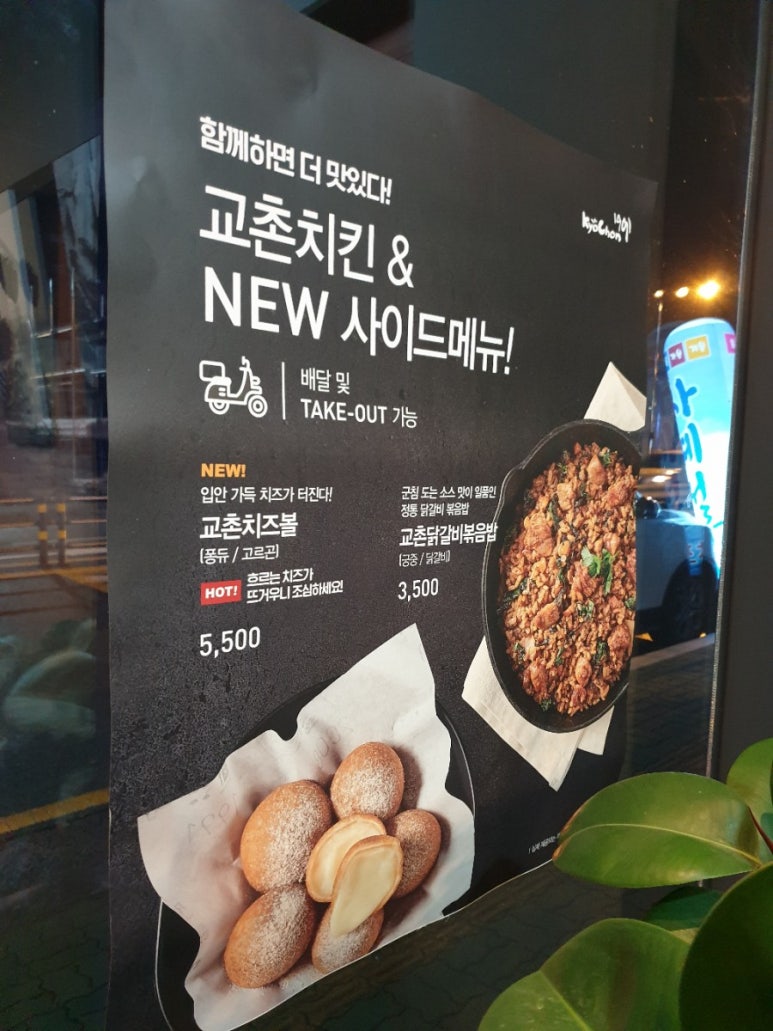 함께하면 더 맛있다!
교촌치킨 &
NEW 사이드메뉴!
KyoChon 1991
배달 및
TAKE-OUT 가능
NEW!
입안 가득 치즈가 터진다!
교촌치즈볼
(퐁듀 / 고르곤)
HOT! 흐르는 치즈가
뜨거우니 조심하세요!
5,500
군침 도는 소스 맛이 일품인
정통 닭갈비 볶음밥
교촌닭갈비볶음밥
(궁중 / 닭갈비)
3,500